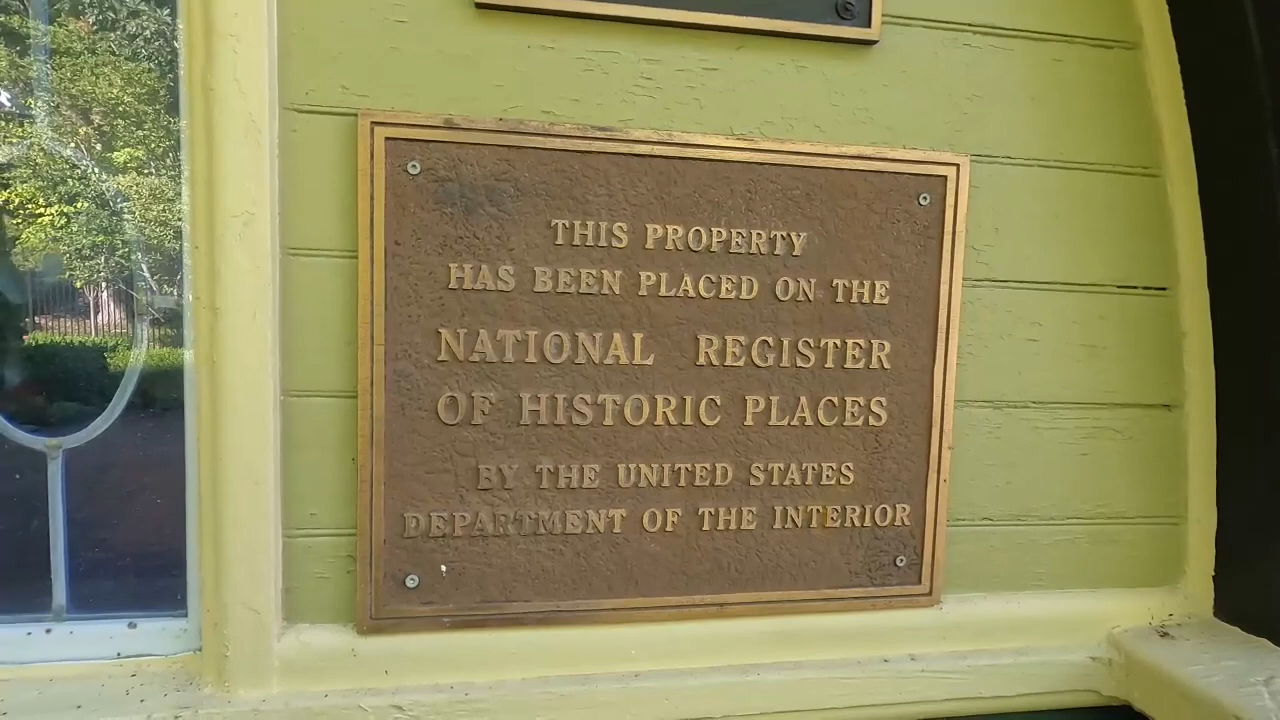 THIS PROPERTY
HAS BEEN PLACED ON THE
NATIONAL REGISTER
OF HISTORIC PLACES
BY THE UNITED STATES
DEPARTMENT OF THE INTERIOR